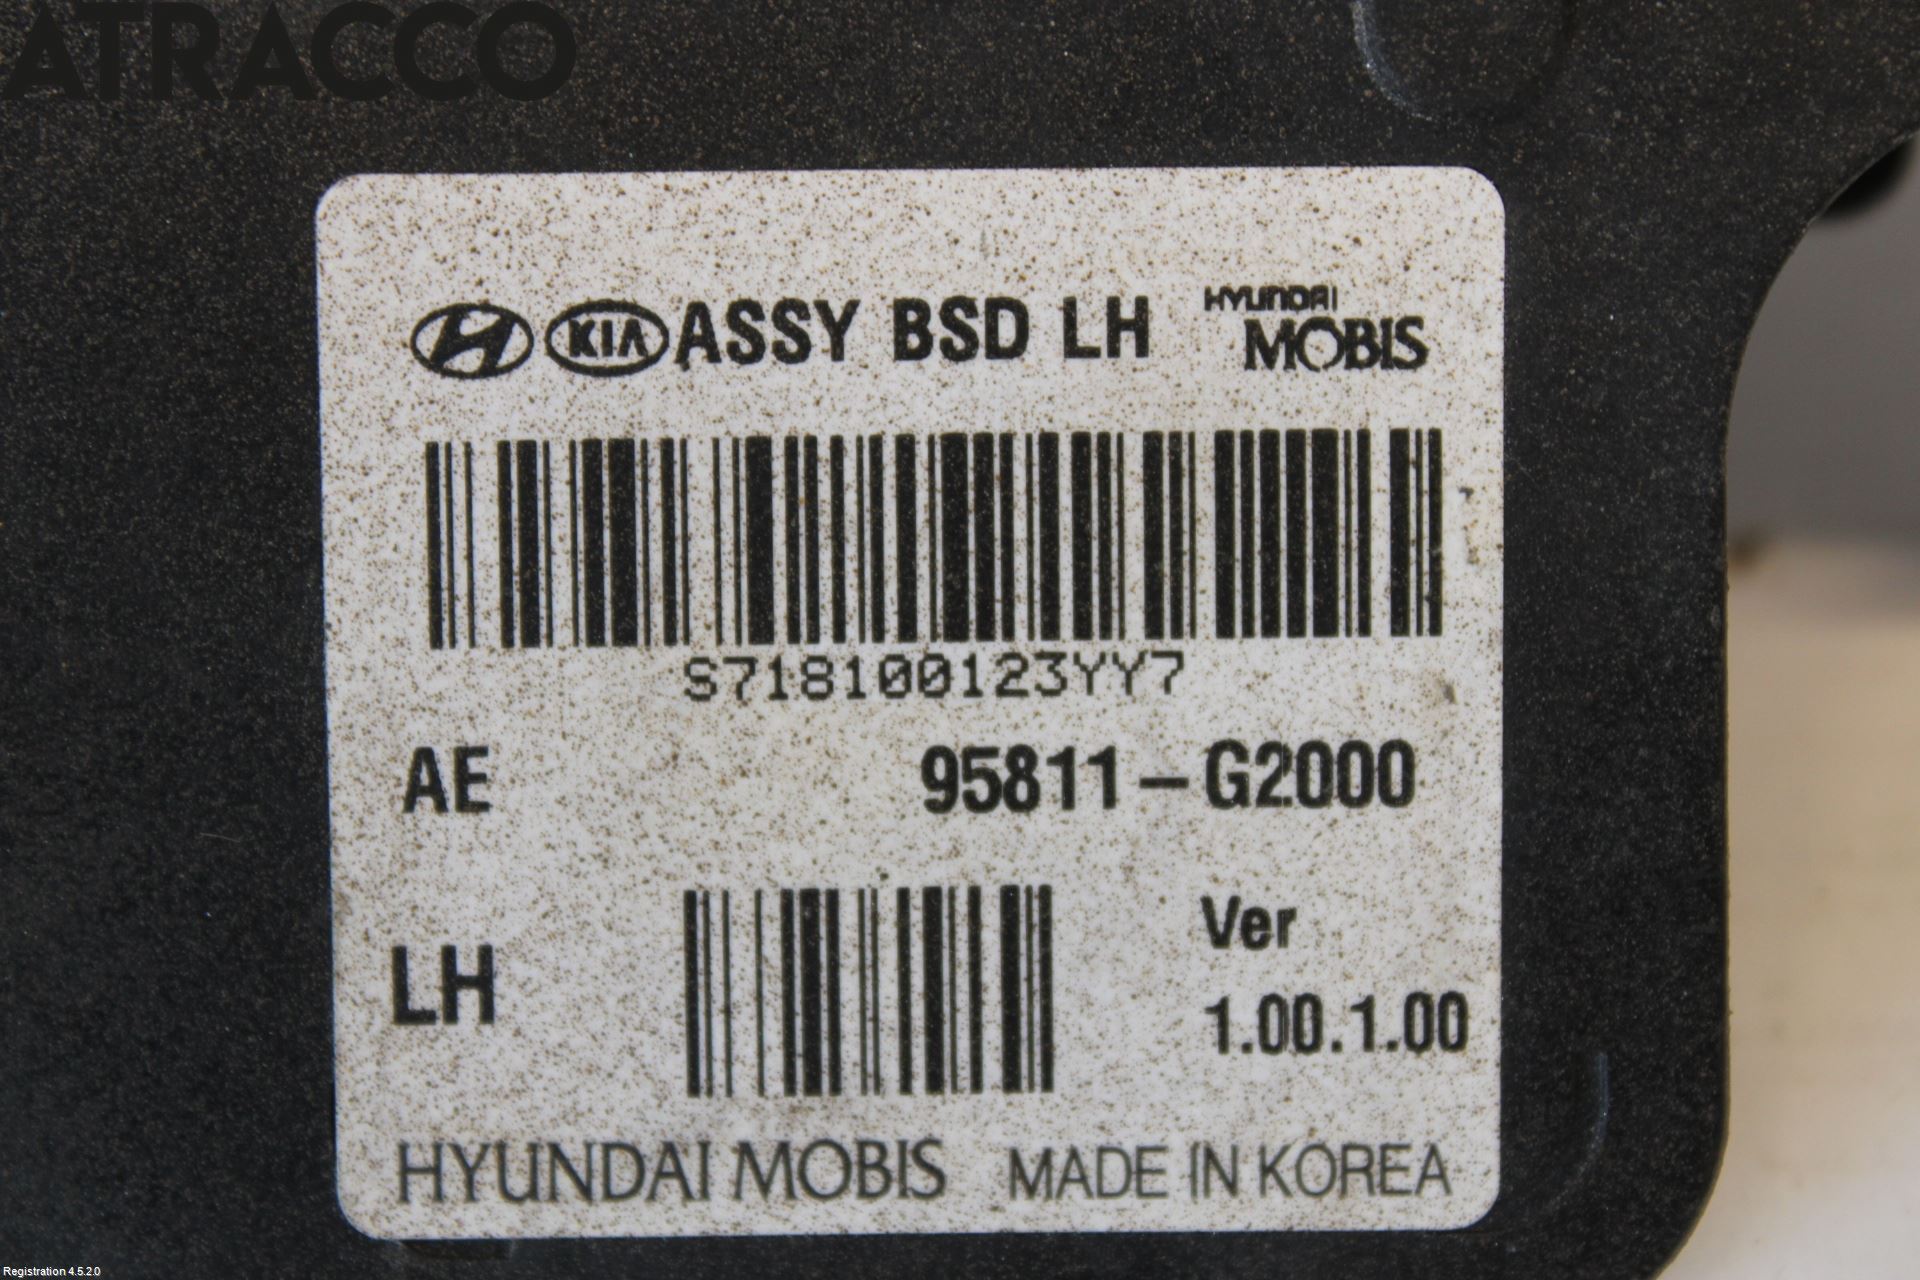 ATRACCO
KIA ASSY BSD LH HYUNDAI MOBIS
S718100123YY7
AE 95811-G2000
LH Ver
1.00.1.00
HYUNDAI MOBIS MADE IN KOREA
Registration 4.5.2.0